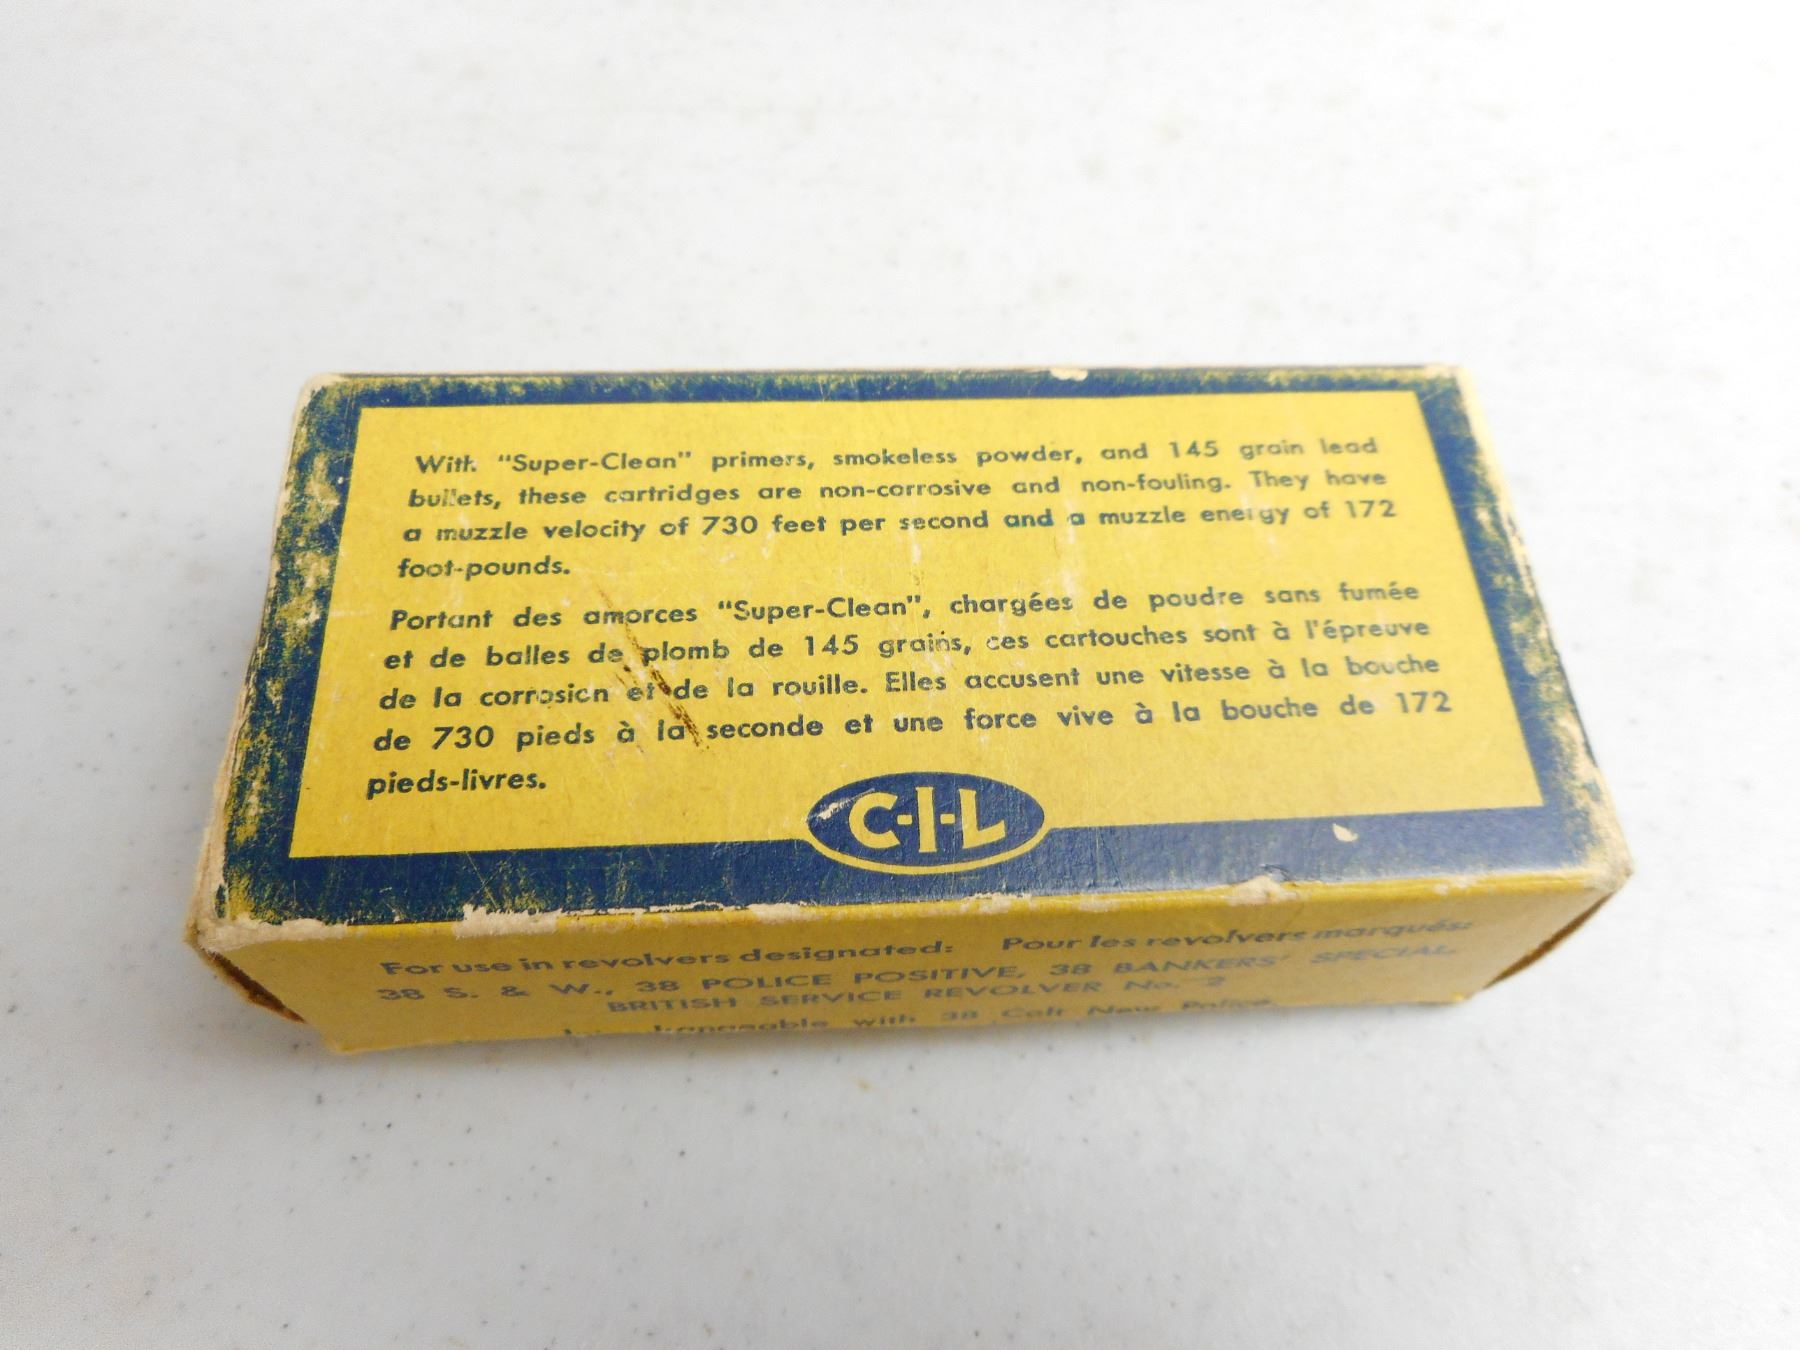 With "Super-Clean" primers, smokeless powder, and 145 grain lead
bullets, these cartridges are non-corrosive and non-fouling. They have
a muzzle velocity of 730 feet per second and a muzzle energy of 172
foot-pounds.
Portant des amorces "Super-Clean", chargées de poudre sans fumée
et de balles de plomb de 145 grains, ces cartouches sont à l'épreuve
de la corrosion et de la rouille. Elles accusent une vitesse à la bouche
de 730 pieds à la seconde et une force vive à la bouche de 172
pieds-livres.
C-I-L
For use in revolvers designated: Pour les revolvers marqués:
38 S. & W., 38 POLICE POSITIVE, 38 BANKERS' SPECIAL,
BRITISH SERVICE REVOLVER No. 2
with 38 Colt New Police